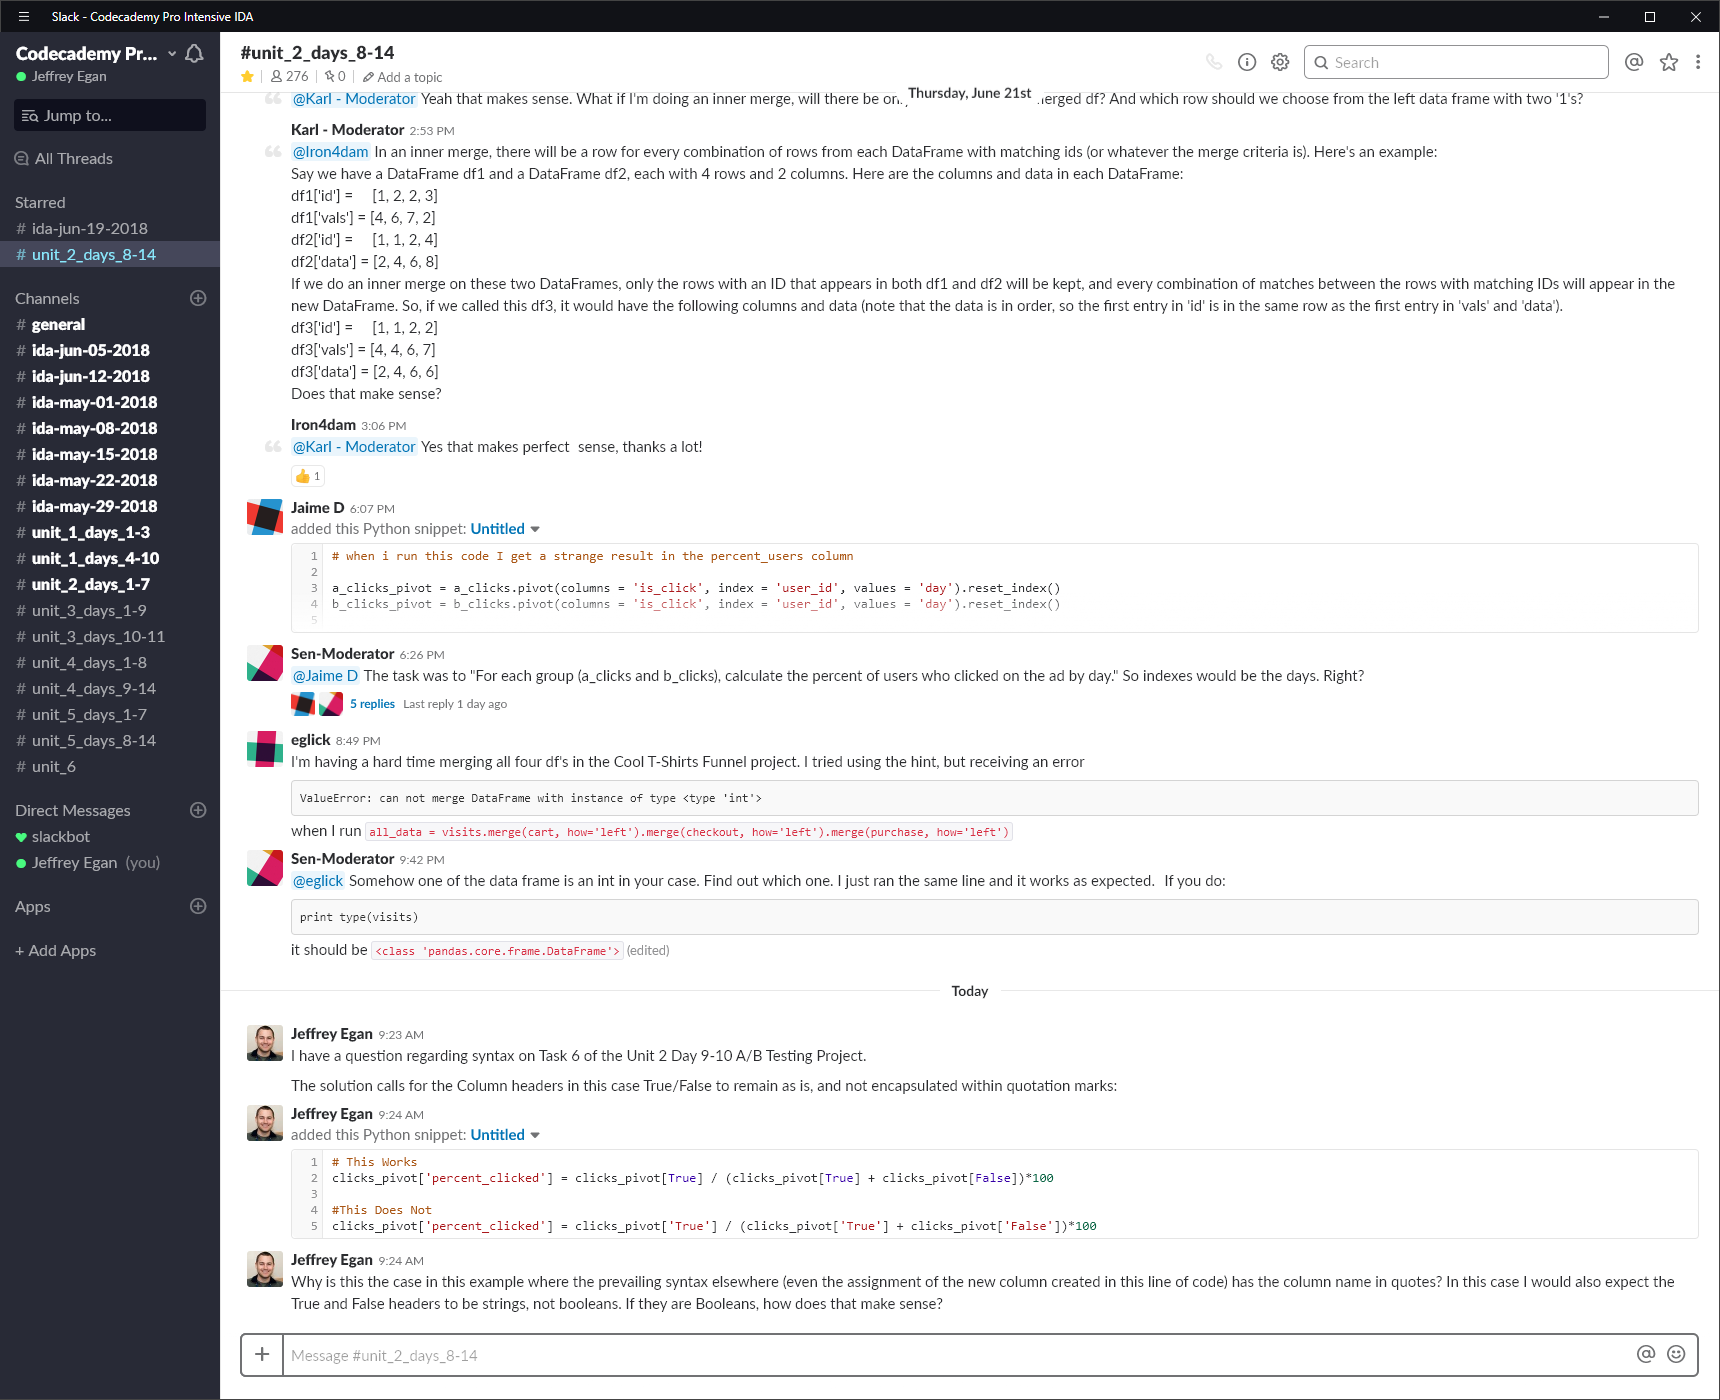 Slack - Codecademy Pro Intensive IDA
Codecademy Pr...
Jeffrey Egan
Jump to...
All Threads
Starred
# ida-jun-19-2018
# unit_2_days_8-14
Channels
# general
# ida-jun-05-2018
# ida-jun-12-2018
# ida-may-01-2018
# ida-may-08-2018
# ida-may-15-2018
# ida-may-22-2018
# ida-may-29-2018
# unit_1_days_1-3
# unit_1_days_4-10
# unit_2_days_1-7
# unit_3_days_1-9
# unit_3_days_10-11
# unit_4_days_1-8
# unit_4_days_9-14
# unit_5_days_1-7
# unit_5_days_8-14
# unit_6
Direct Messages
slackbot
Jeffrey Egan (you)
Apps
+ Add Apps
#unit_2_days_8-14
276 | 0 | Add a topic
Search
Thursday, June 21st
@Karl - Moderator Yeah that makes sense. What if I'm doing an inner merge, will there be df? And which row should we choose from the left data frame with two '1's?
Karl - Moderator 2:53 PM
@Iron4dam In an inner merge, there will be a row for every combination of rows from each DataFrame with matching ids (or whatever the merge criteria is). Here's an example:
Say we have a DataFrame df1 and a DataFrame df2, each with 4 rows and 2 columns. Here are the columns and data in each DataFrame:
df1['id'] = [1, 2, 2, 3]
df1['vals'] = [4, 6, 7, 2]
df2['id'] = [1, 1, 2, 4]
df2['data'] = [2, 4, 6, 8]
If we do an inner merge on these two DataFrames, only the rows with an ID that appears in both df1 and df2 will be kept, and every combination of matches between the rows with matching IDs will appear in the
new DataFrame. So, if we called this df3, it would have the following columns and data (note that the data is in order, so the first entry in 'id' is in the same row as the first entry in 'vals' and 'data').
df3['id'] = [1, 1, 2, 2]
df3['vals'] = [4, 4, 6, 7]
df3['data'] = [2, 4, 6, 6]
Does that make sense?
Iron4dam 3:06 PM
@Karl - Moderator Yes that makes perfect sense, thanks a lot!
1
Jaime D 6:07 PM
added this Python snippet: Untitled
1 # when i run this code I get a strange result in the percent_users column
2
3 a_clicks_pivot = a_clicks.pivot(columns = 'is_click', index = 'user_id', values = 'day').reset_index()
4 b_clicks_pivot = b_clicks.pivot(columns = 'is_click', index = 'user_id', values = 'day').reset_index()
5
Sen-Moderator 6:26 PM
@Jaime D The task was to "For each group (a_clicks and b_clicks), calculate the percent of users who clicked on the ad by day." So indexes would be the days. Right?
5 replies Last reply 1 day ago
eglick 8:49 PM
I'm having a hard time merging all four df's in the Cool T-Shirts Funnel project. I tried using the hint, but receiving an error
ValueError: can not merge DataFrame with instance of type <type 'int'>
when I run all_data = visits.merge(cart, how='left').merge(checkout, how='left').merge(purchase, how='left')
Sen-Moderator 9:42 PM
@eglick Somehow one of the data frame is an int in your case. Find out which one. I just ran the same line and it works as expected. If you do:
print type(visits)
it should be <class 'pandas.core.frame.DataFrame'> (edited)
Today
Jeffrey Egan 9:23 AM
I have a question regarding syntax on Task 6 of the Unit 2 Day 9-10 A/B Testing Project.
The solution calls for the Column headers in this case True/False to remain as is, and not encapsulated within quotation marks:
Jeffrey Egan 9:24 AM
added this Python snippet: Untitled
1 # This Works
2 clicks_pivot['percent_clicked'] = clicks_pivot[True] / (clicks_pivot[True] + clicks_pivot[False])*100
3
4 #This Does Not
5 clicks_pivot['percent_clicked'] = clicks_pivot['True'] / (clicks_pivot['True'] + clicks_pivot['False'])*100
Jeffrey Egan 9:24 AM
Why is this the case in this example where the prevailing syntax elsewhere (even the assignment of the new column created in this line of code) has the column name in quotes? In this case I would also expect the
True and False headers to be strings, not booleans. If they are Booleans, how does that make sense?
Message #unit_2_days_8-14